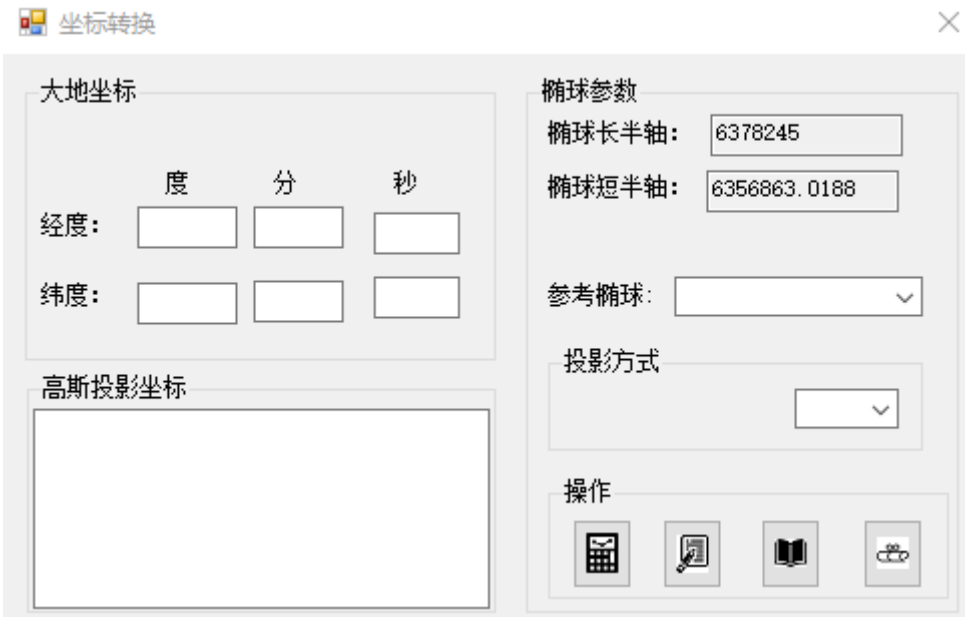 坐标转换
大地坐标
度 分 秒
经度：
纬度：
高斯投影坐标
椭球参数
椭球长半轴： 6378245
椭球短半轴： 6356863.0188
参考椭球:
投影方式
操作